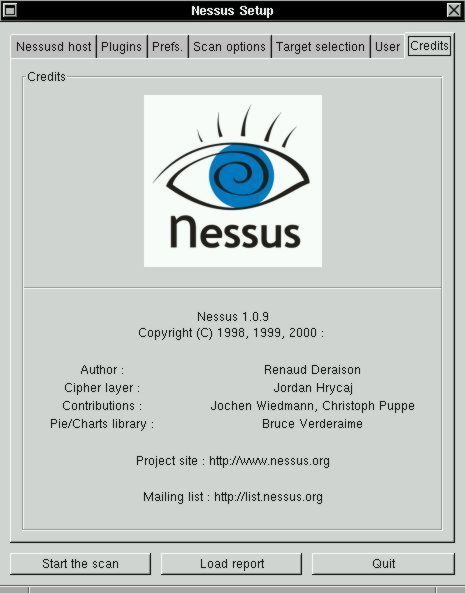 Nessus Setup
Nessusd host Plugins Prefs. Scan options Target selection User Credits
Credits
Nessus
Nessus 1.0.9
Copyright (C) 1998, 1999, 2000 :
Author : Renaud Deraison
Cipher layer : Jordan Hrycaj
Contributions : Jochen Wiedmann, Christoph Puppe
Pie/Charts library : Bruce Verderaime
Project site : http://www.nessus.org
Mailing list : http://list.nessus.org
Start the scan Load report Quit